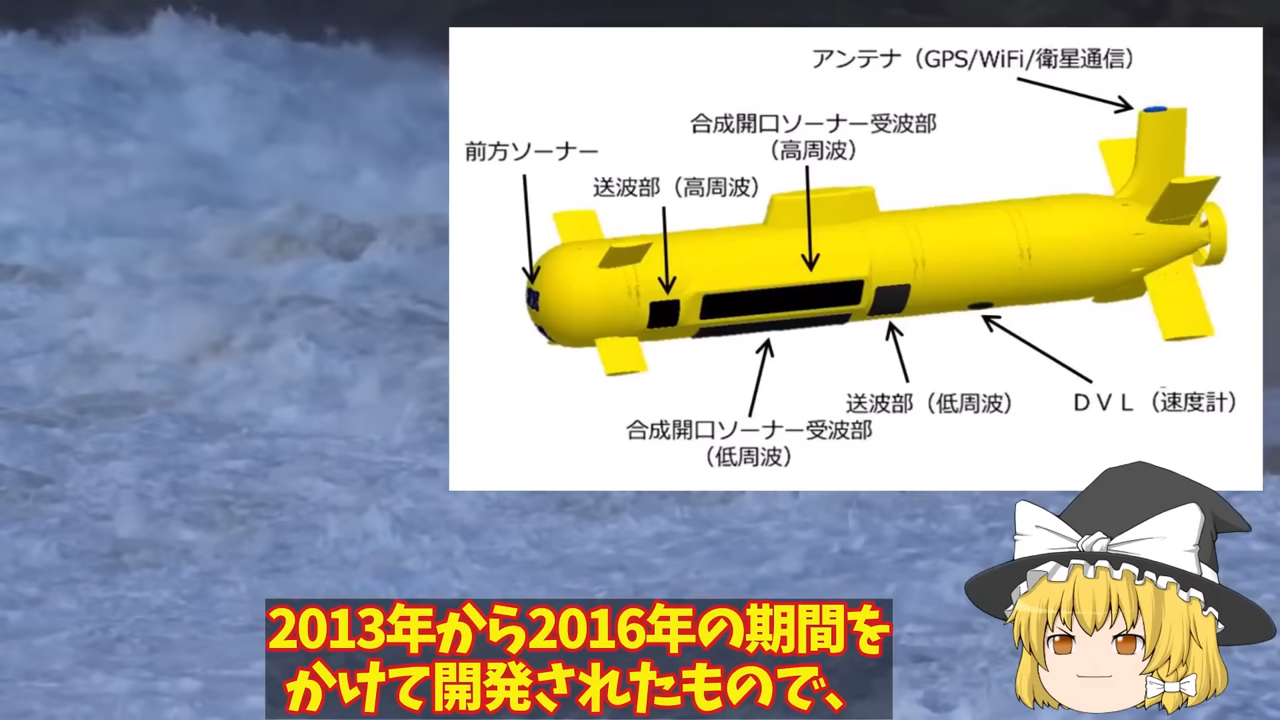 アンテナ（GPS/WiFi/衛星通信）
合成開口ソーナー受波部
（高周波）
前方ソーナー
送波部（高周波）
送波部（低周波）
ＤＶＬ（速度計）
合成開口ソーナー受波部
（低周波）
2013年から2016年の期間を
かけて開発されたもので、